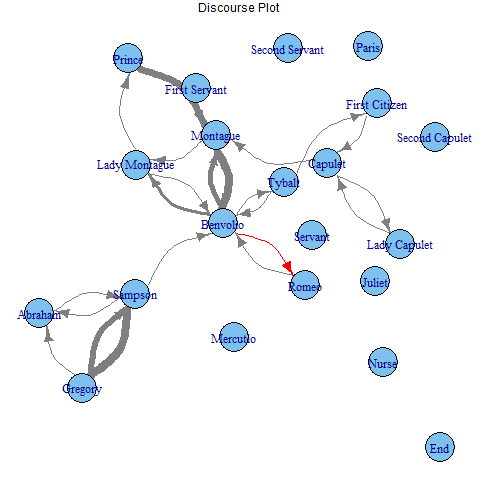 Discourse Plot
Second Servant
Paris
Prince
First Servant
First Citizen
Montague
Second Capulet
Lady Montague
Capulet
Tybalt
Benvolio
Servant
Lady Capulet
Juliet
Romeo
Sampson
Abraham
Mercutio
Nurse
Gregory
End